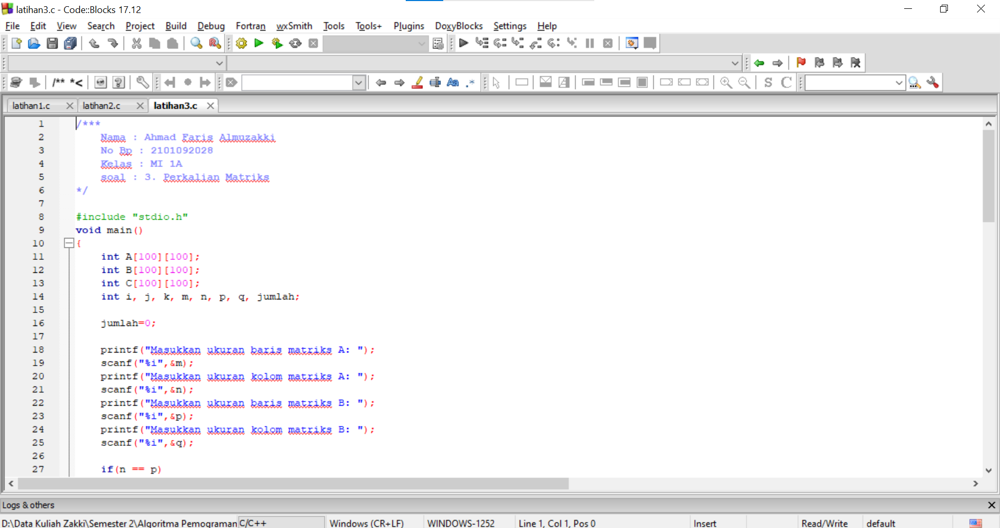 latihan3.c - Code::Blocks 17.12
File Edit View Search Project Build Debug Fortran wxSmith Tools Tools+ Plugins DoxyBlocks Settings Help
/** *<
latihan1.c latihan2.c latihan3.c
1 /***
2 Nama : Ahmad Faris Almuzakki
3 No Bp : 2101092028
4 Kelas : MI 1A
5 soal : 3. Perkalian Matriks
6 */
7
8 #include "stdio.h"
9 void main()
10 {
11 int A[100][100];
12 int B[100][100];
13 int C[100][100];
14 int i, j, k, m, n, p, q, jumlah;
15
16 jumlah=0;
17
18 printf("Masukkan ukuran baris matriks A: ");
19 scanf("%i",&m);
20 printf("Masukkan ukuran kolom matriks A: ");
21 scanf("%i",&n);
22 printf("Masukkan ukuran baris matriks B: ");
23 scanf("%i",&p);
24 printf("Masukkan ukuran kolom matriks B: ");
25 scanf("%i",&q);
26
27 if(n == p)
Logs & others
D:\Data Kuliah Zakki\Semester 2\Algoritma Pemograman C/C++ Windows (CR+LF) WINDOWS-1252 Line 1, Col 1, Pos 0 Insert Read/Write default